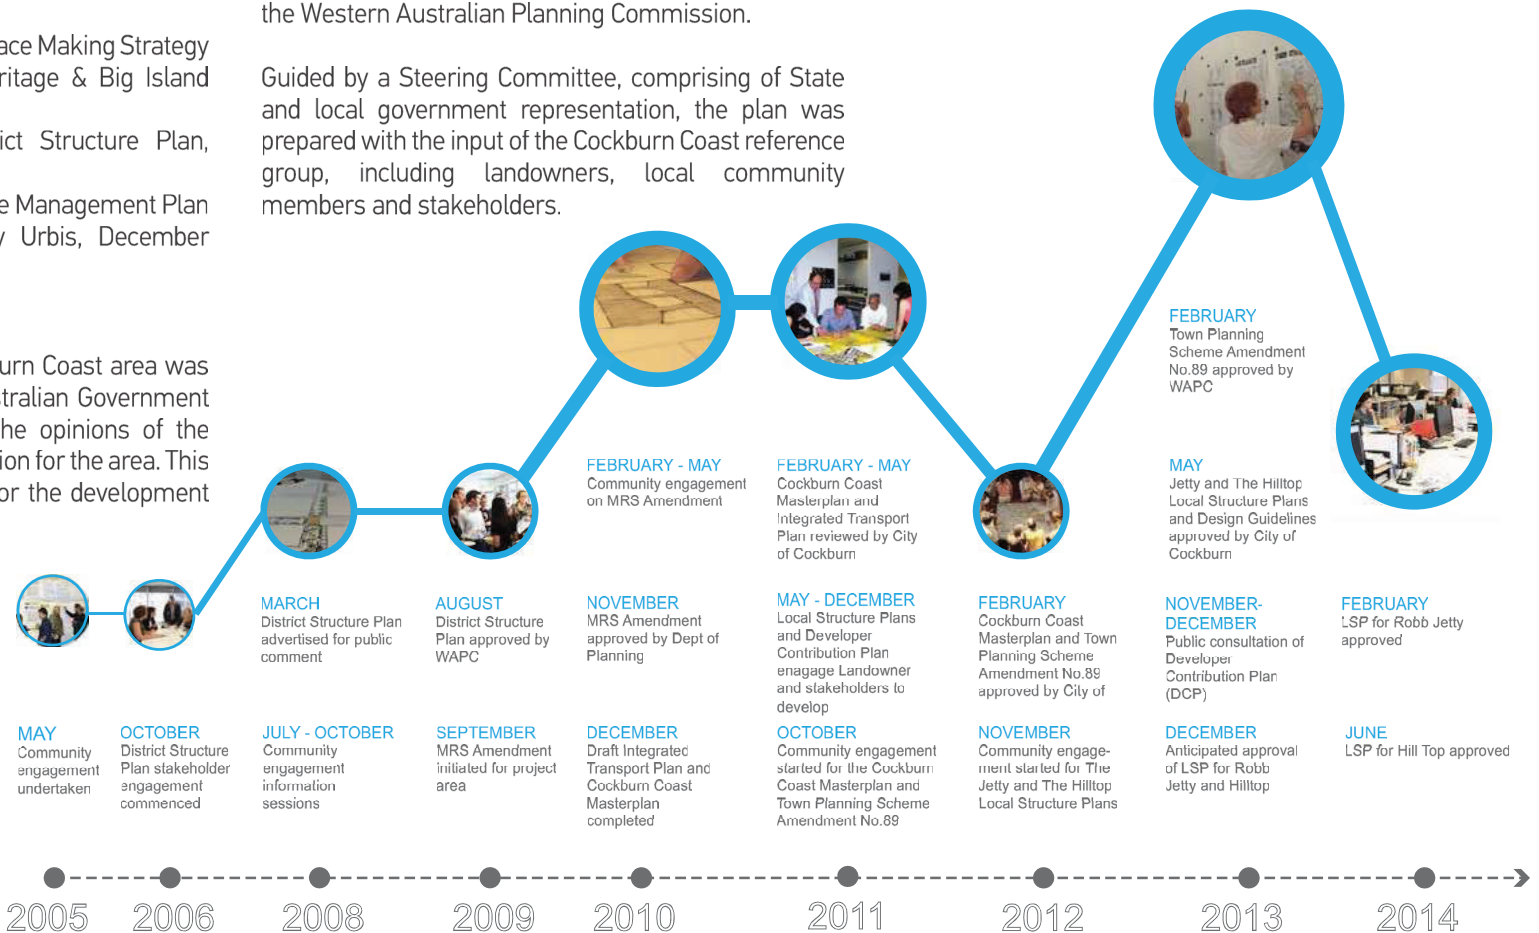 ace Making Strategy
ritage & Big Island
ict Structure Plan,
e Management Plan
y Urbis, December
urn Coast area was
stralian Government
he opinions of the
ion for the area. This
or the development
the Western Australian Planning Commission.
Guided by a Steering Committee, comprising of State
and local government representation, the plan was
prepared with the input of the Cockburn Coast reference
group, including landowners, local community
members and stakeholders.
MAY
Community
engagement
undertaken
OCTOBER
District Structure
Plan stakeholder
engagement
commenced
MARCH
District Structure Plan
advertised for public
comment
JULY - OCTOBER
Community
engagement
information
sessions
AUGUST
District Structure
Plan approved by
WAPC
SEPTEMBER
MRS Amendment
initiated for project
area
FEBRUARY - MAY
Community engagement
on MRS Amendment
NOVEMBER
MRS Amendment
approved by Dept of
Planning
DECEMBER
Draft Integrated
Transport Plan and
Cockburn Coast
Masterplan
completed
FEBRUARY - MAY
Cockburn Coast
Masterplan and
Integrated Transport
Plan reviewed by City
of Cockburn
MAY - DECEMBER
Local Structure Plans
and Developer
Contribution Plan
enagage Landowner
and stakeholders to
develop
OCTOBER
Community engagement
started for the Cockburn
Coast Masterplan and
Town Planning Scheme
Amendment No.89
FEBRUARY
Cockburn Coast
Masterplan and Town
Planning Scheme
Amendment No.89
approved by City of
NOVEMBER
Community engage-
ment started for The
Jetty and The Hilltop
Local Structure Plans
FEBRUARY
Town Planning
Scheme Amendment
No.89 approved by
WAPC
MAY
Jetty and The Hilltop
Local Structure Plans
and Design Guidelines
approved by City of
Cockburn
NOVEMBER-
DECEMBER
Public consultation of
Developer
Contribution Plan
(DCP)
DECEMBER
Anticipated approval
of LSP for Robb
Jetty and Hilltop
FEBRUARY
LSP for Robb Jetty
approved
JUNE
LSP for Hill Top approved
2005
2006
2008
2009
2010
2011
2012
2013
2014